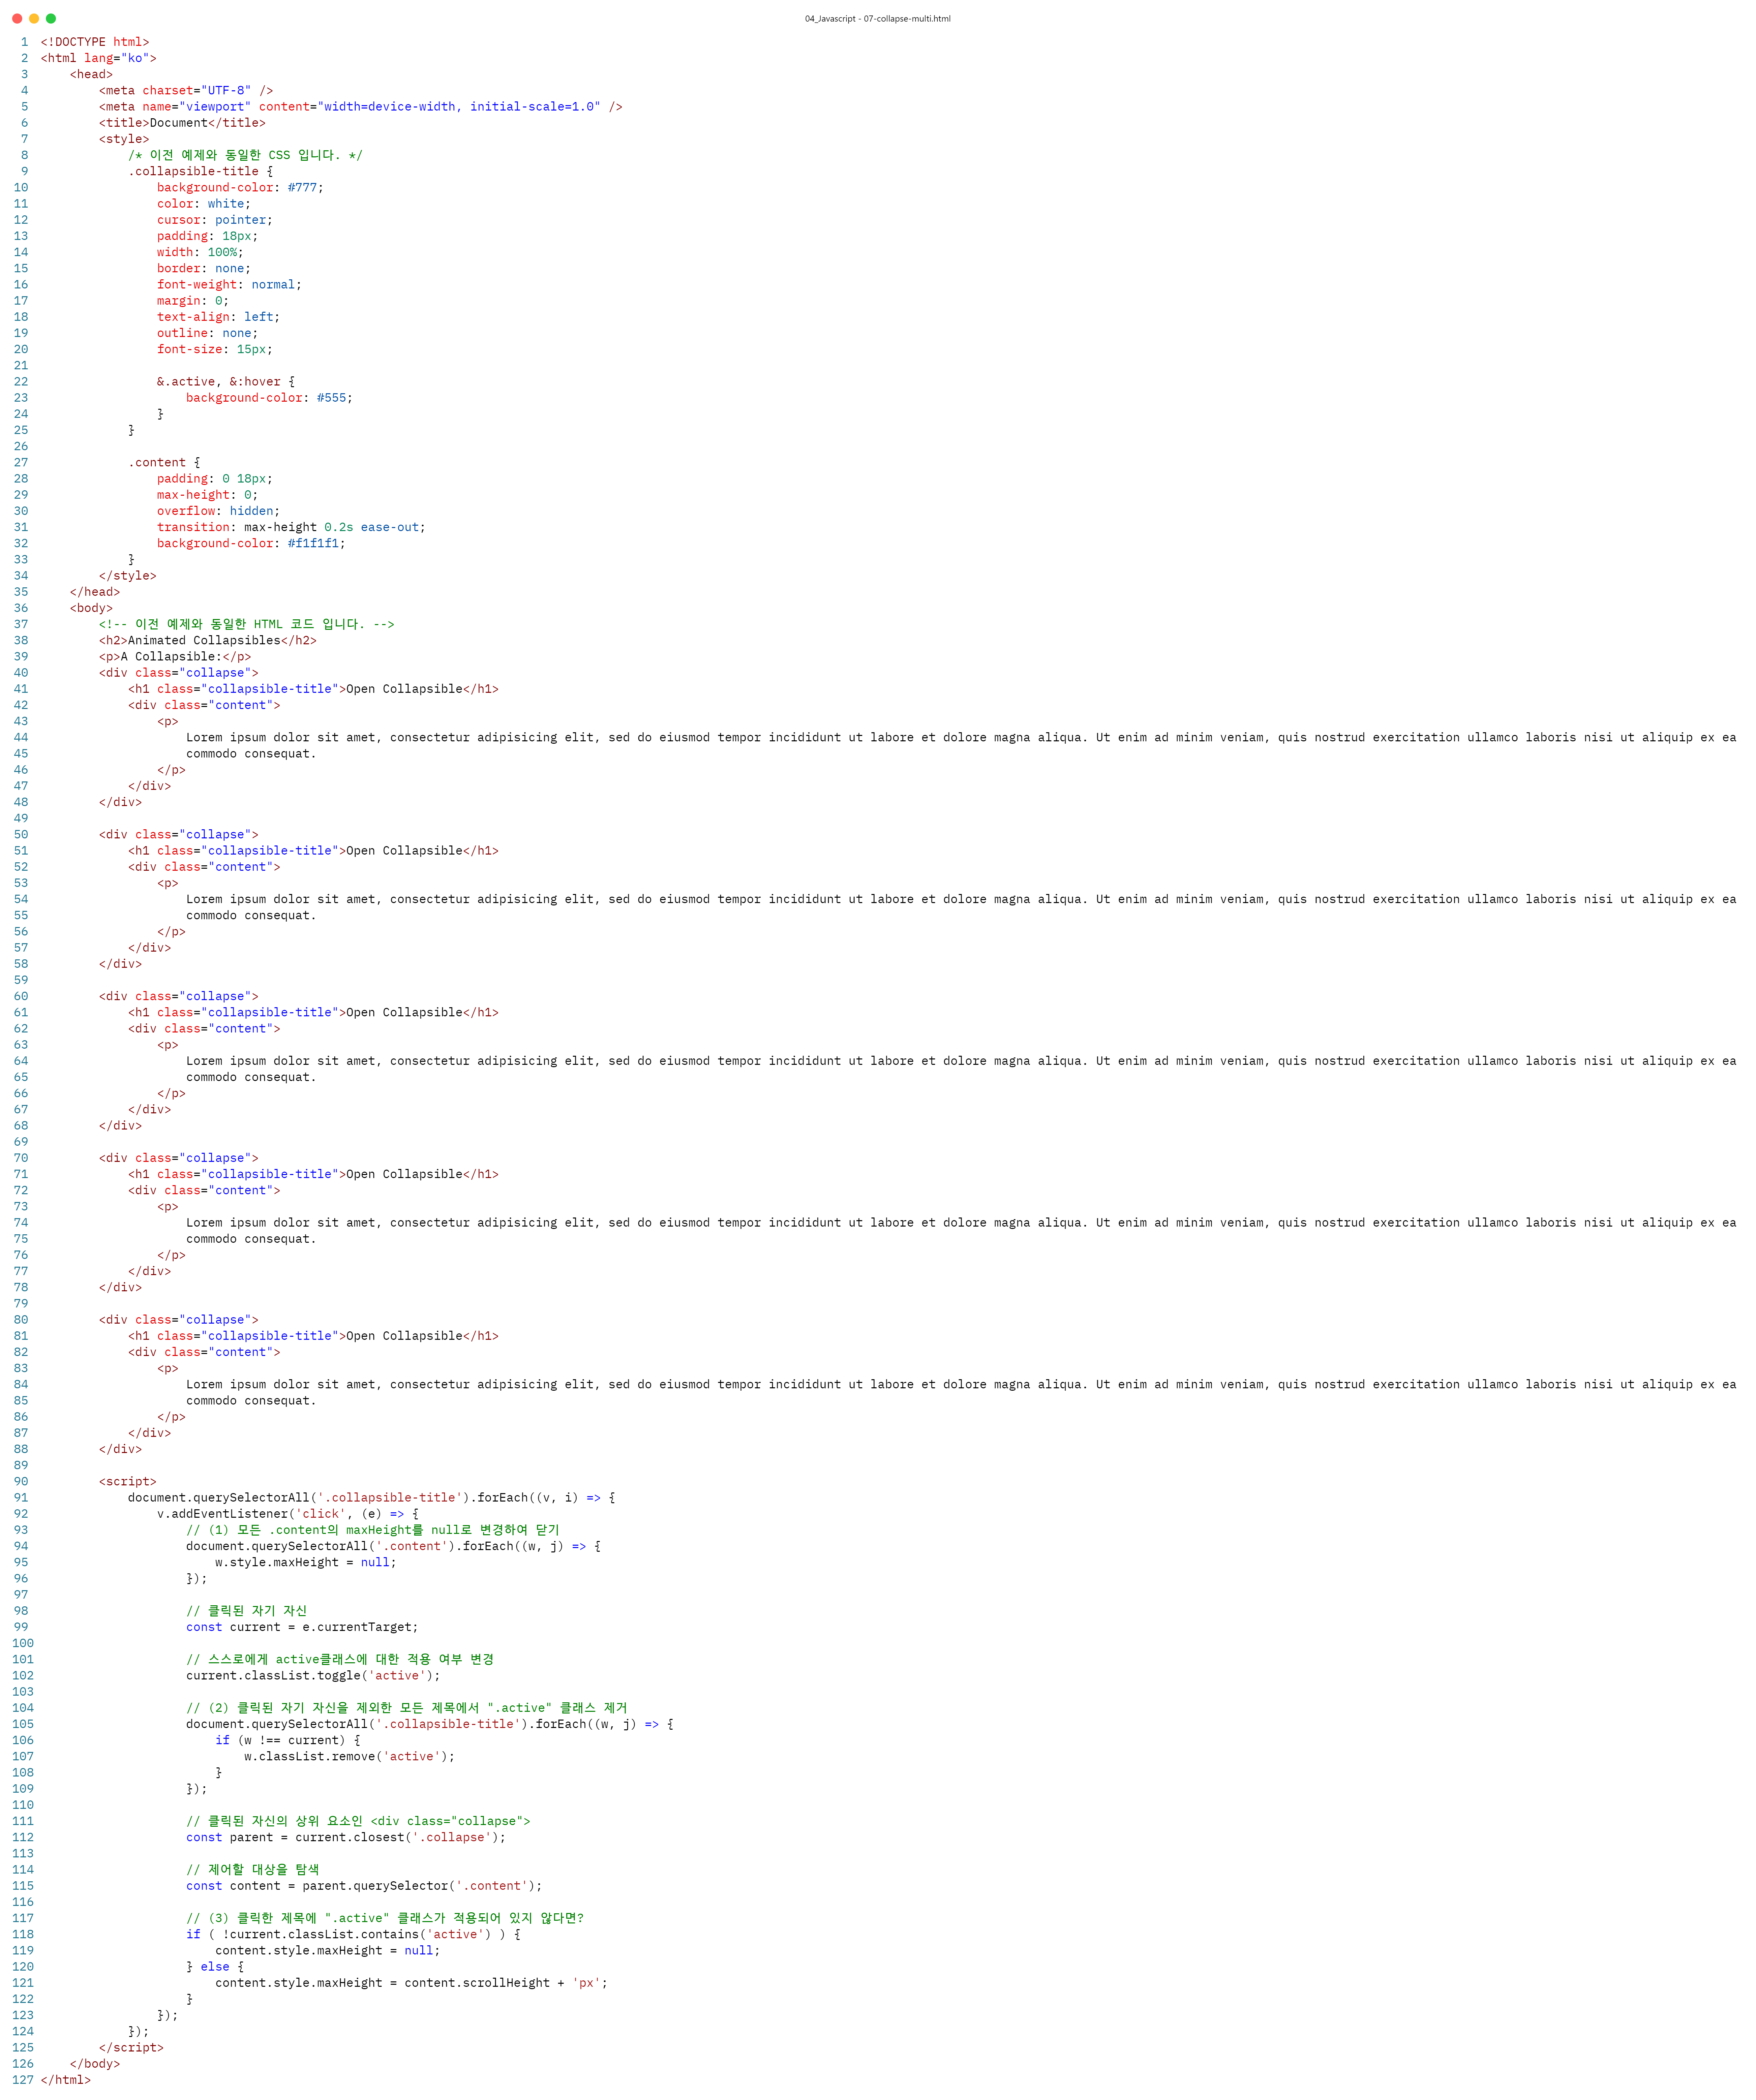 04_Javascript - 07-collapse-multi.html
1 <!DOCTYPE html>
2 <html lang="ko">
3     <head>
4         <meta charset="UTF-8" />
5         <meta name="viewport" content="width=device-width, initial-scale=1.0" />
6         <title>Document</title>
7         <style>
8             /* 이전 예제와 동일한 CSS 입니다. */
9             .collapsible-title {
10                 background-color: #777;
11                 color: white;
12                 cursor: pointer;
13                 padding: 18px;
14                 width: 100%;
15                 border: none;
16                 font-weight: normal;
17                 margin: 0;
18                 text-align: left;
19                 outline: none;
20                 font-size: 15px;
21
22                 &.active, &:hover {
23                     background-color: #555;
24                 }
25             }
26
27             .content {
28                 padding: 0 18px;
29                 max-height: 0;
30                 overflow: hidden;
31                 transition: max-height 0.2s ease-out;
32                 background-color: #f1f1f1;
33             }
34         </style>
35     </head>
36     <body>
37         <!-- 이전 예제와 동일한 HTML 코드 입니다. -->
38         <h2>Animated Collapsibles</h2>
39         <p>A Collapsible:</p>
40         <div class="collapse">
41             <h1 class="collapsible-title">Open Collapsible</h1>
42             <div class="content">
43                 <p>
44                     Lorem ipsum dolor sit amet, consectetur adipisicing elit, sed do eiusmod tempor incididunt ut labore et dolore magna aliqua. Ut enim ad minim veniam, quis nostrud exercitation ullamco laboris nisi ut aliquip ex ea
45                     commodo consequat.
46                 </p>
47             </div>
48         </div>
49
50         <div class="collapse">
51             <h1 class="collapsible-title">Open Collapsible</h1>
52             <div class="content">
53                 <p>
54                     Lorem ipsum dolor sit amet, consectetur adipisicing elit, sed do eiusmod tempor incididunt ut labore et dolore magna aliqua. Ut enim ad minim veniam, quis nostrud exercitation ullamco laboris nisi ut aliquip ex ea
55                     commodo consequat.
56                 </p>
57             </div>
58         </div>
59
60         <div class="collapse">
61             <h1 class="collapsible-title">Open Collapsible</h1>
62             <div class="content">
63                 <p>
64                     Lorem ipsum dolor sit amet, consectetur adipisicing elit, sed do eiusmod tempor incididunt ut labore et dolore magna aliqua. Ut enim ad minim veniam, quis nostrud exercitation ullamco laboris nisi ut aliquip ex ea
65                     commodo consequat.
66                 </p>
67             </div>
68         </div>
69
70         <div class="collapse">
71             <h1 class="collapsible-title">Open Collapsible</h1>
72             <div class="content">
73                 <p>
74                     Lorem ipsum dolor sit amet, consectetur adipisicing elit, sed do eiusmod tempor incididunt ut labore et dolore magna aliqua. Ut enim ad minim veniam, quis nostrud exercitation ullamco laboris nisi ut aliquip ex ea
75                     commodo consequat.
76                 </p>
77             </div>
78         </div>
79
80         <div class="collapse">
81             <h1 class="collapsible-title">Open Collapsible</h1>
82             <div class="content">
83                 <p>
84                     Lorem ipsum dolor sit amet, consectetur adipisicing elit, sed do eiusmod tempor incididunt ut labore et dolore magna aliqua. Ut enim ad minim veniam, quis nostrud exercitation ullamco laboris nisi ut aliquip ex ea
85                     commodo consequat.
86                 </p>
87             </div>
88         </div>
89
90         <script>
91             document.querySelectorAll('.collapsible-title').forEach((v, i) => {
92                 v.addEventListener('click', (e) => {
93                     // (1) 모든 .content의 maxHeight를 null로 변경하여 닫기
94                     document.querySelectorAll('.content').forEach((w, j) => {
95                         w.style.maxHeight = null;
96                     });
97
98                     // 클릭된 자기 자신
99                     const current = e.currentTarget;
100
101                     // 스스로에게 active클래스에 대한 적용 여부 변경
102                     current.classList.toggle('active');
103
104                     // (2) 클릭된 자기 자신을 제외한 모든 제목에서 ".active" 클래스 제거
105                     document.querySelectorAll('.collapsible-title').forEach((w, j) => {
106                         if (w !== current) {
107                             w.classList.remove('active');
108                         }
109                     });
110
111                     // 클릭된 자신의 상위 요소인 <div class="collapse">
112                     const parent = current.closest('.collapse');
113
114                     // 제어할 대상을 탐색
115                     const content = parent.querySelector('.content');
116
117                     // (3) 클릭한 제목에 ".active" 클래스가 적용되어 있지 않다면?
118                     if ( !current.classList.contains('active') ) {
119                         content.style.maxHeight = null;
120                     } else {
121                         content.style.maxHeight = content.scrollHeight + 'px';
122                     }
123                 });
124             });
125         </script>
126     </body>
127 </html>